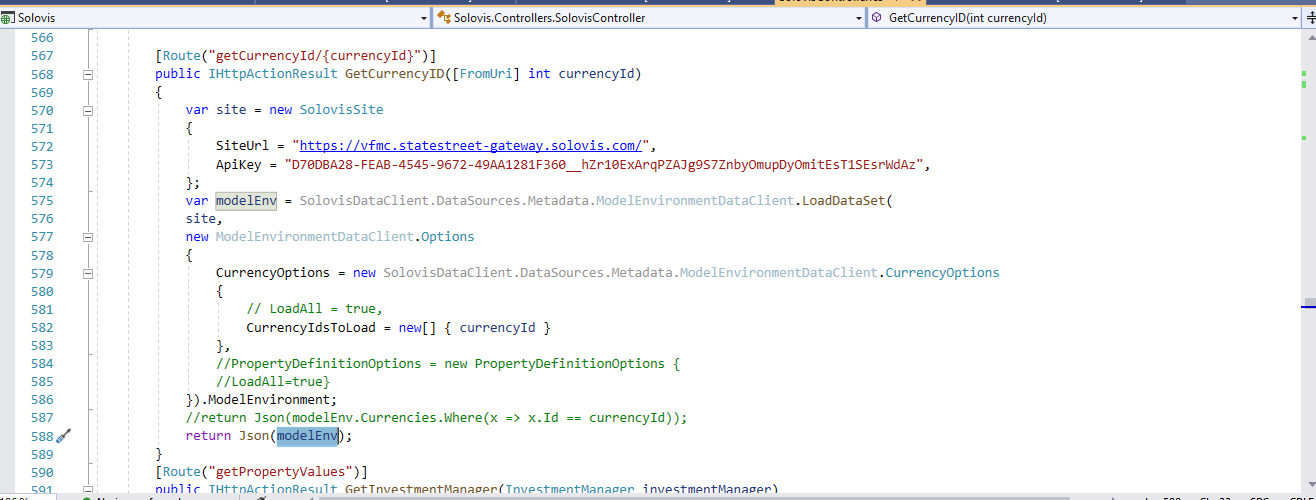 Solovis Solovis.Controllers.SolovisController GetCurrencyID(int currencyId)
566
567 [Route("getCurrencyId/{currencyId}")]
568 public IHttpActionResult GetCurrencyID([FromUri] int currencyId)
569 {
570 var site = new SolovisSite
571 {
572 SiteUrl = "https://vfmc.statestreet-gateway.solovis.com/",
573 ApiKey = "D70DBA28-FEAB-4545-9672-49AA1281F360__hZr10ExArqPZAJg9S7ZnbyOmupDyOmitEsT1SEsrWdAz",
574 };
575 var modelEnv = SolovisDataClient.DataSources.Metadata.ModelEnvironmentDataClient.LoadDataSet(
576 site,
577 new ModelEnvironmentDataClient.Options
578 {
579 CurrencyOptions = new SolovisDataClient.DataSources.Metadata.ModelEnvironmentDataClient.CurrencyOptions
580 {
581 // LoadAll = true,
582 CurrencyIdsToLoad = new[] { currencyId }
583 },
584 //PropertyDefinitionOptions = new PropertyDefinitionOptions {
585 //LoadAll=true}
586 }).ModelEnvironment;
587 //return Json(modelEnv.Currencies.Where(x => x.Id == currencyId));
588 return Json(modelEnv);
589 }
590 [Route("getPropertyValues")]
591 public IHttpActionResult GetInvestmentManager(InvestmentManager investmentManager)